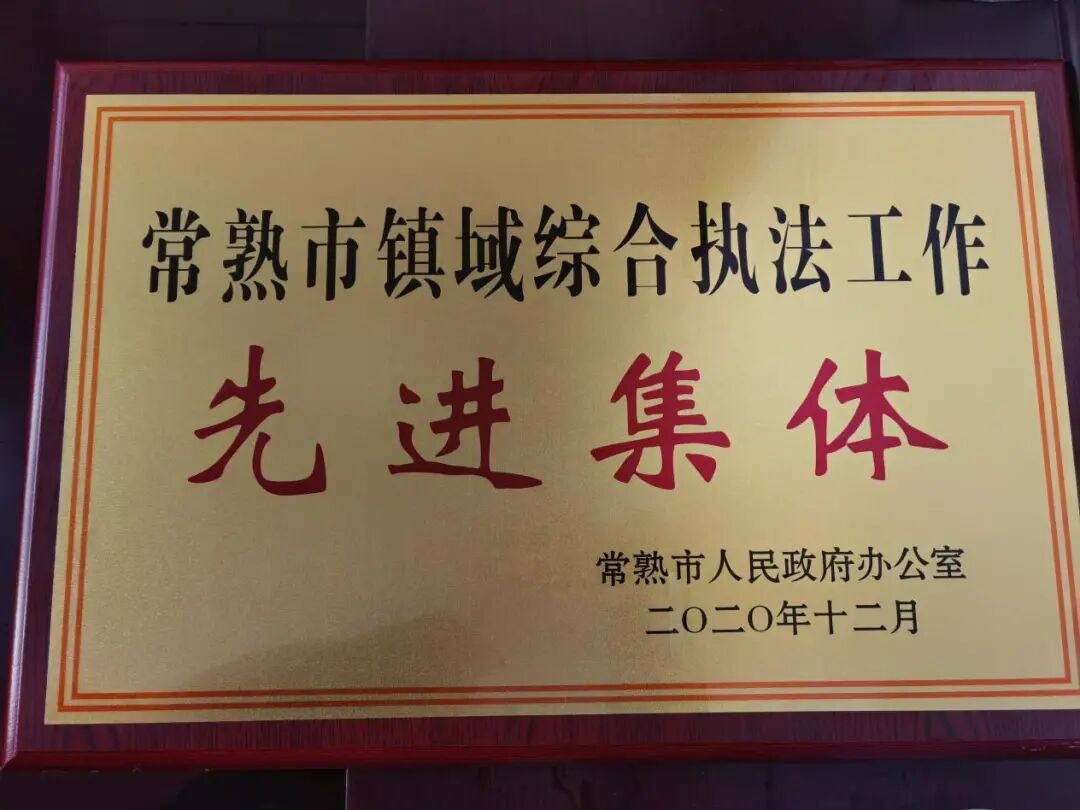 常熟市镇域综合执法工作
先进集体
常熟市人民政府办公室
二〇二〇年十二月